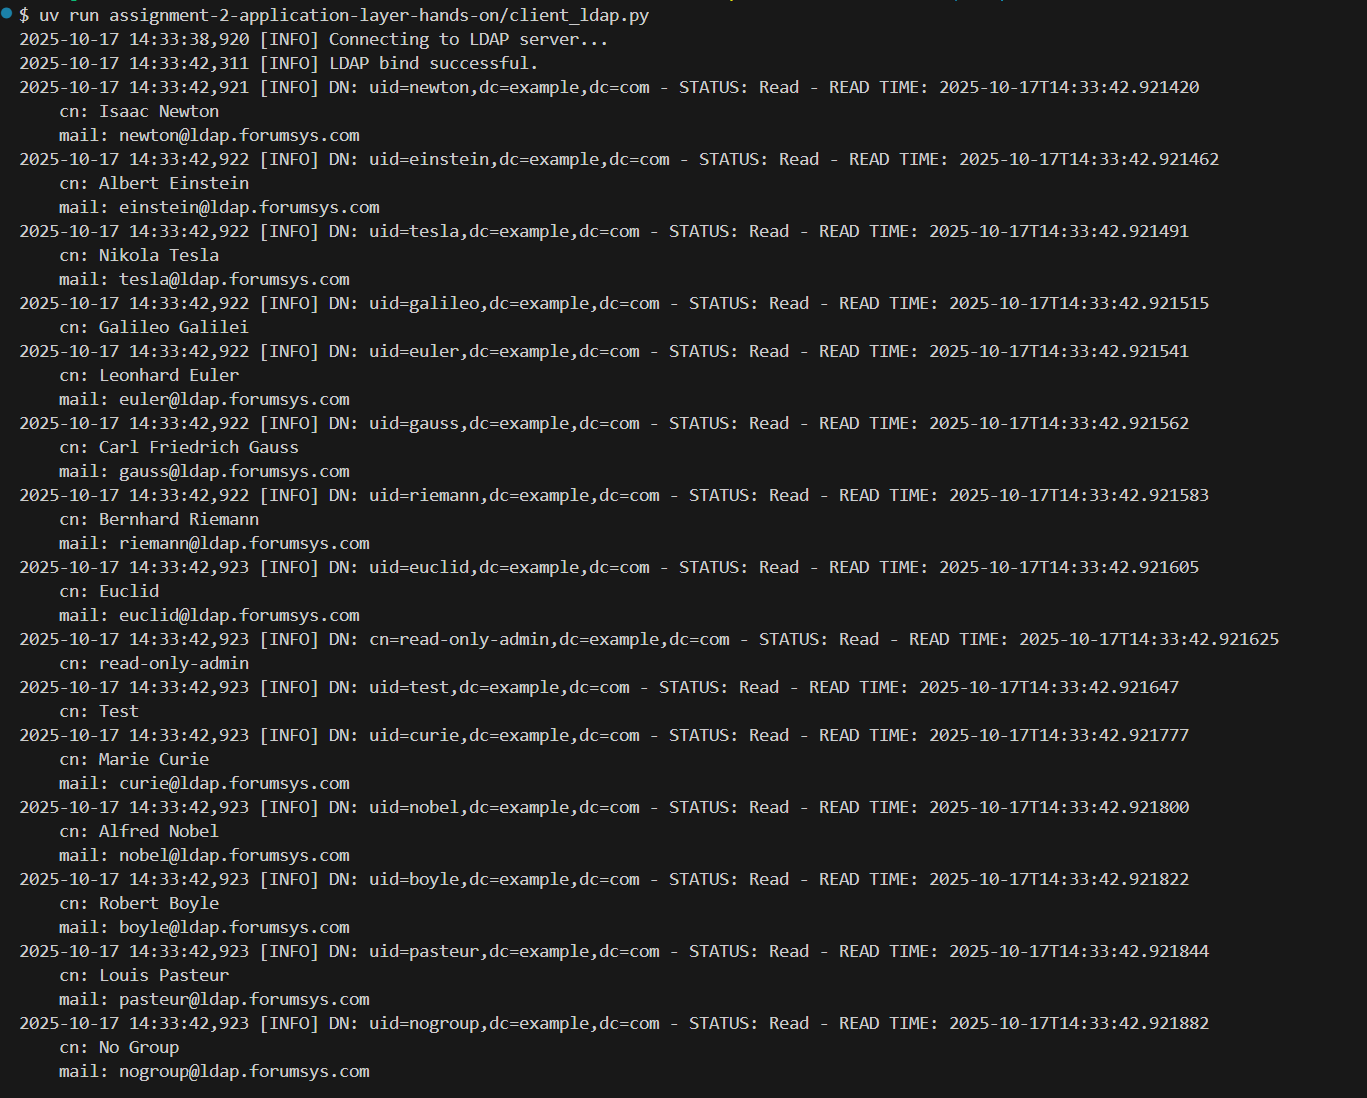 $ uv run assignment-2-application-layer-hands-on/client_ldap.py
2025-10-17 14:33:38,920 [INFO] Connecting to LDAP server...
2025-10-17 14:33:42,311 [INFO] LDAP bind successful.
2025-10-17 14:33:42,921 [INFO] DN: uid=newton,dc=example,dc=com - STATUS: Read - READ TIME: 2025-10-17T14:33:42.921420
    cn: Isaac Newton
    mail: newton@ldap.forumsys.com
2025-10-17 14:33:42,922 [INFO] DN: uid=einstein,dc=example,dc=com - STATUS: Read - READ TIME: 2025-10-17T14:33:42.921462
    cn: Albert Einstein
    mail: einstein@ldap.forumsys.com
2025-10-17 14:33:42,922 [INFO] DN: uid=tesla,dc=example,dc=com - STATUS: Read - READ TIME: 2025-10-17T14:33:42.921491
    cn: Nikola Tesla
    mail: tesla@ldap.forumsys.com
2025-10-17 14:33:42,922 [INFO] DN: uid=galileo,dc=example,dc=com - STATUS: Read - READ TIME: 2025-10-17T14:33:42.921515
    cn: Galileo Galilei
2025-10-17 14:33:42,922 [INFO] DN: uid=euler,dc=example,dc=com - STATUS: Read - READ TIME: 2025-10-17T14:33:42.921541
    cn: Leonhard Euler
    mail: euler@ldap.forumsys.com
2025-10-17 14:33:42,922 [INFO] DN: uid=gauss,dc=example,dc=com - STATUS: Read - READ TIME: 2025-10-17T14:33:42.921562
    cn: Carl Friedrich Gauss
    mail: gauss@ldap.forumsys.com
2025-10-17 14:33:42,922 [INFO] DN: uid=riemann,dc=example,dc=com - STATUS: Read - READ TIME: 2025-10-17T14:33:42.921583
    cn: Bernhard Riemann
    mail: riemann@ldap.forumsys.com
2025-10-17 14:33:42,923 [INFO] DN: uid=euclid,dc=example,dc=com - STATUS: Read - READ TIME: 2025-10-17T14:33:42.921605
    cn: Euclid
    mail: euclid@ldap.forumsys.com
2025-10-17 14:33:42,923 [INFO] DN: cn=read-only-admin,dc=example,dc=com - STATUS: Read - READ TIME: 2025-10-17T14:33:42.921625
    cn: read-only-admin
2025-10-17 14:33:42,923 [INFO] DN: uid=test,dc=example,dc=com - STATUS: Read - READ TIME: 2025-10-17T14:33:42.921647
    cn: Test
2025-10-17 14:33:42,923 [INFO] DN: uid=curie,dc=example,dc=com - STATUS: Read - READ TIME: 2025-10-17T14:33:42.921777
    cn: Marie Curie
    mail: curie@ldap.forumsys.com
2025-10-17 14:33:42,923 [INFO] DN: uid=nobel,dc=example,dc=com - STATUS: Read - READ TIME: 2025-10-17T14:33:42.921800
    cn: Alfred Nobel
    mail: nobel@ldap.forumsys.com
2025-10-17 14:33:42,923 [INFO] DN: uid=boyle,dc=example,dc=com - STATUS: Read - READ TIME: 2025-10-17T14:33:42.921822
    cn: Robert Boyle
    mail: boyle@ldap.forumsys.com
2025-10-17 14:33:42,923 [INFO] DN: uid=pasteur,dc=example,dc=com - STATUS: Read - READ TIME: 2025-10-17T14:33:42.921844
    cn: Louis Pasteur
    mail: pasteur@ldap.forumsys.com
2025-10-17 14:33:42,923 [INFO] DN: uid=nogroup,dc=example,dc=com - STATUS: Read - READ TIME: 2025-10-17T14:33:42.921882
    cn: No Group
    mail: nogroup@ldap.forumsys.com